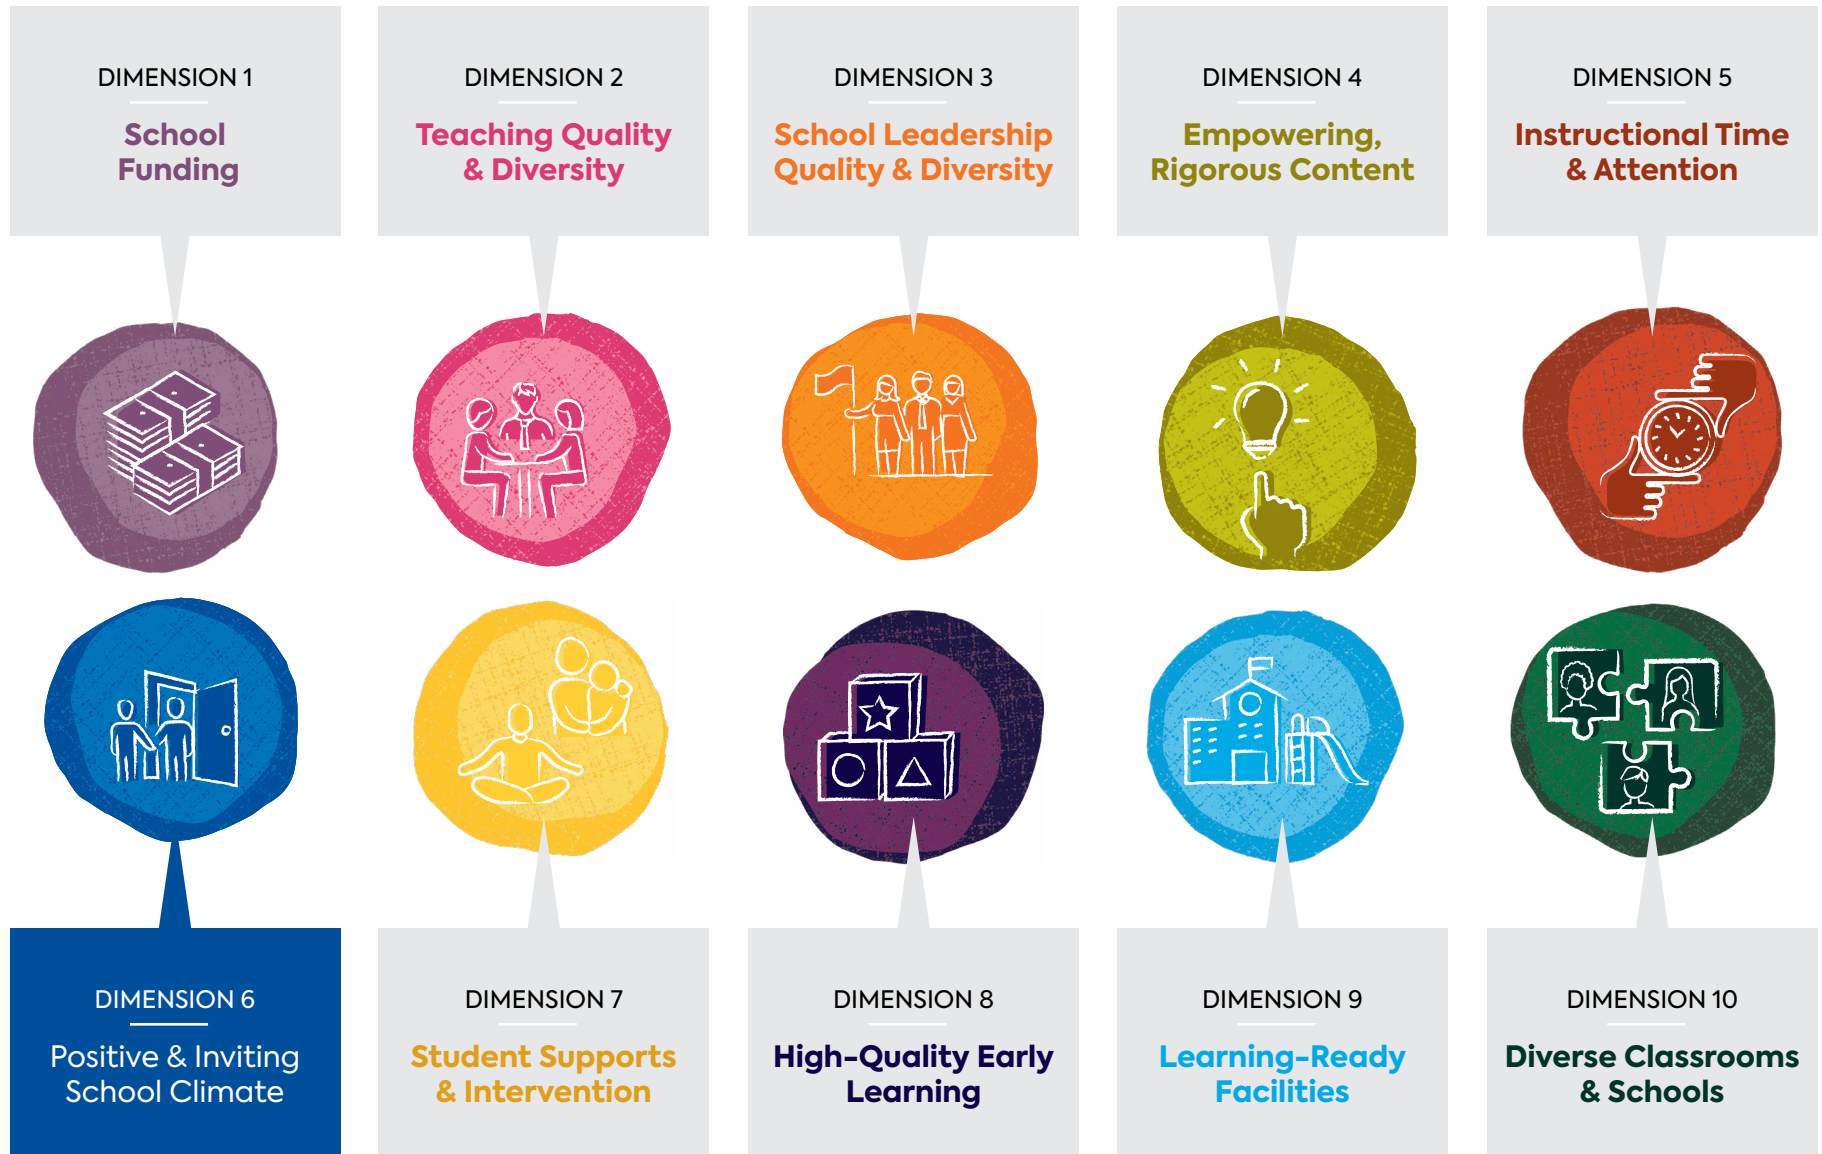 DIMENSION 1
School
Funding
DIMENSION 2
Teaching Quality
& Diversity
DIMENSION 3
School Leadership
Quality & Diversity
DIMENSION 4
Empowering,
Rigorous Content
DIMENSION 5
Instructional Time
& Attention
DIMENSION 6
Positive & Inviting
School Climate
DIMENSION 7
Student Supports
& Intervention
DIMENSION 8
High-Quality Early
Learning
DIMENSION 9
Learning-Ready
Facilities
DIMENSION 10
Diverse Classrooms
& Schools